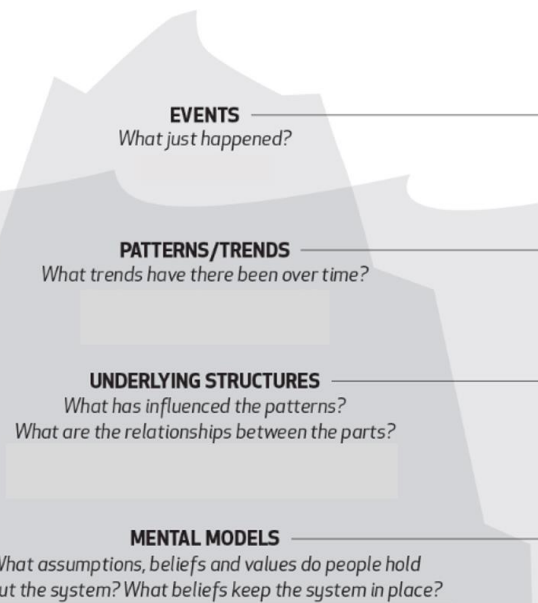 EVENTS
What just happened?
PATTERNS/TRENDS
What trends have there been over time?
UNDERLYING STRUCTURES
What has influenced the patterns?
What are the relationships between the parts?
MENTAL MODELS
What assumptions, beliefs and values do people hold
ut the system? What beliefs keep the system in place?